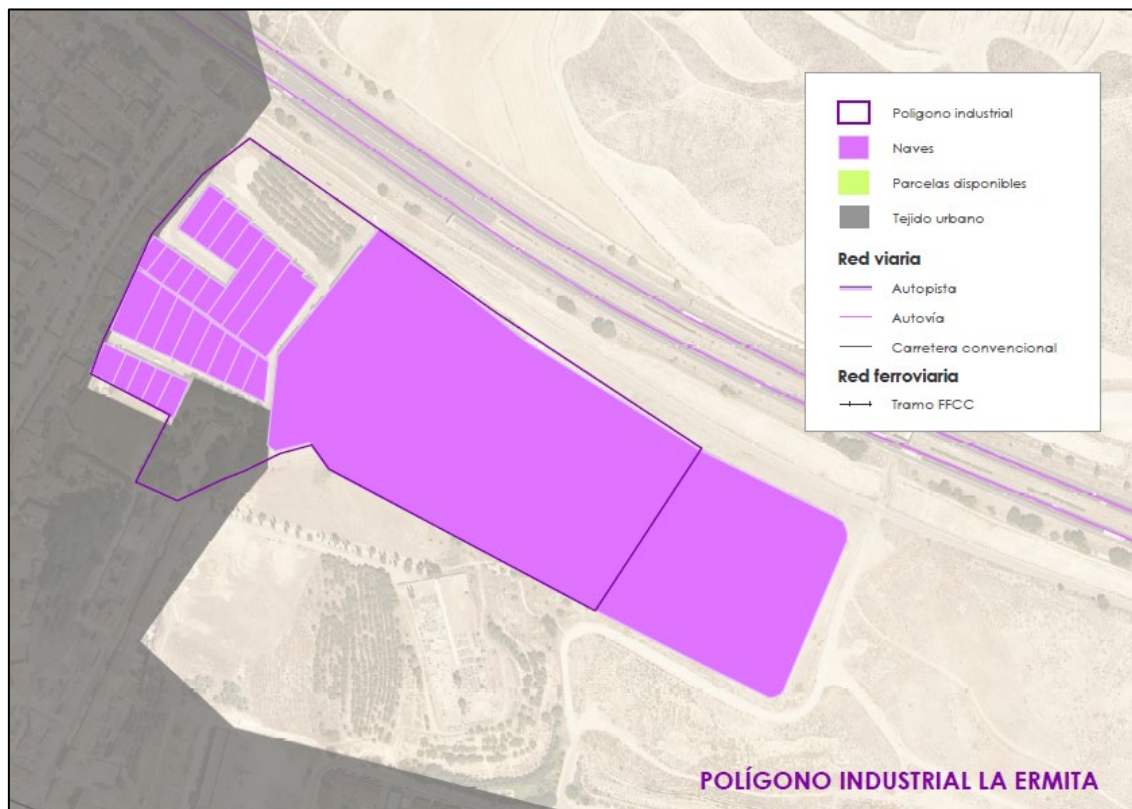 Poligono industrial
Naves
Parcelas disponibles
Tejido urbano
Red viaria
Autopista
Autovía
Carretera convencional
Red ferroviaria
Tramo FFCC
POLÍGONO INDUSTRIAL LA ERMITA